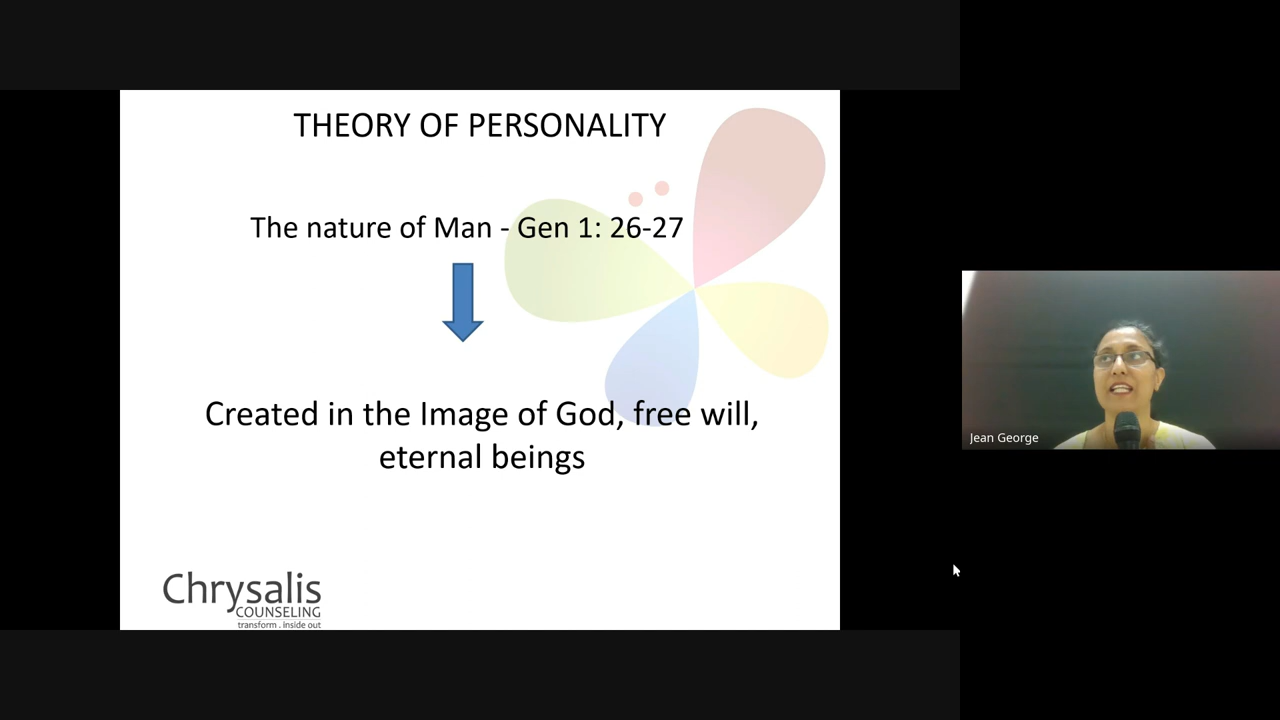 THEORY OF PERSONALITY
The nature of Man - Gen 1: 26-27
Created in the Image of God, free will,
eternal beings
Chrysalis
COUNSELING
transform . inside out
Jean George